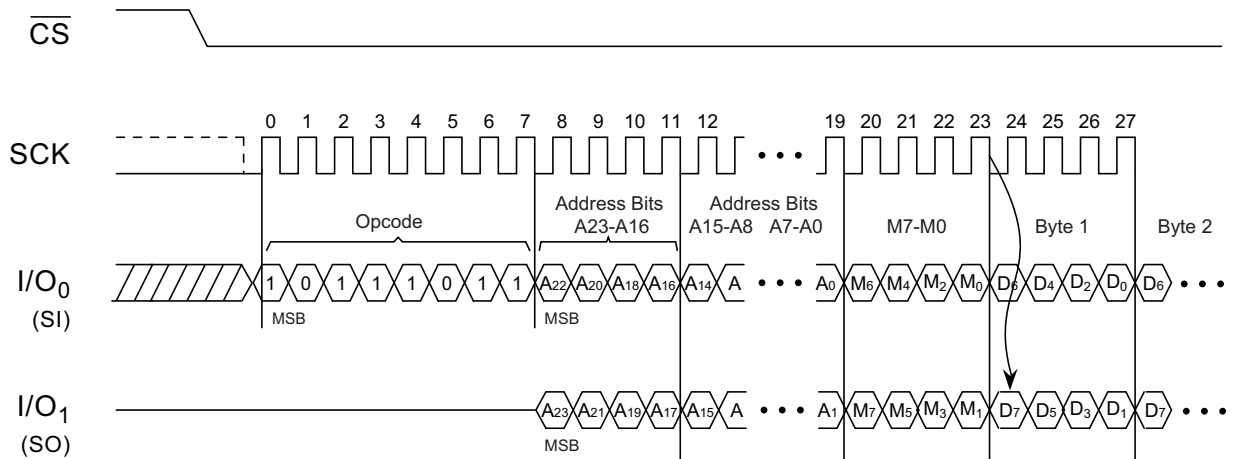 CS
0 1 2 3 4 5 6 7 8 9 10 11 12 19 20 21 22 23 24 25 26 27
SCK • • •
Address Bits Address Bits
Opcode A23-A16 A15-A8 A7-A0 M7-M0 Byte 1 Byte 2
I/O0 1 0 1 1 1 0 1 1 A22 A20 A18 A16 A14 A • • • A0 M6 M4 M2 M0 D6 D4 D2 D0 D6 • • •
(SI) MSB MSB
I/O1 A23 A21 A19 A17 A15 A • • • A1 M7 M5 M3 M1 D7 D5 D3 D1 D7 • • •
(SO) MSB